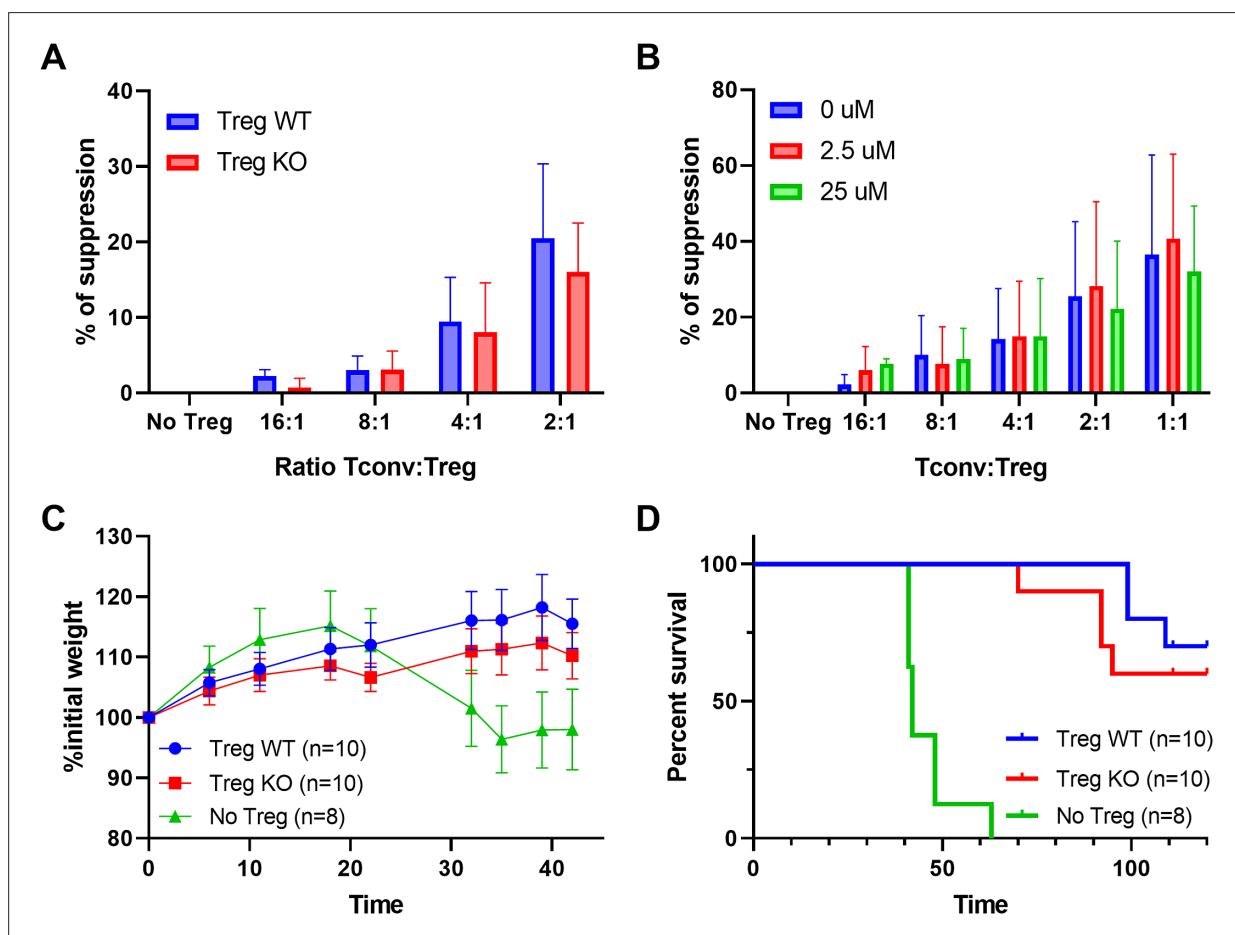 A
40
30
20
10
0
% of suppression
Treg WT
Treg KO
No Treg 16:1 8:1 4:1 2:1
Ratio Tconv:Treg
B
80
60
40
20
0
% of suppression
0 uM
2.5 uM
25 uM
No Treg 16:1 8:1 4:1 2:1 1:1
Tconv:Treg
C
130
120
110
100
90
80
%initial weight
Treg WT (n=10)
Treg KO (n=10)
No Treg (n=8)
0 10 20 30 40
Time
D
100
50
0
Percent survival
Treg WT (n=10)
Treg KO (n=10)
No Treg (n=8)
0 50 100
Time